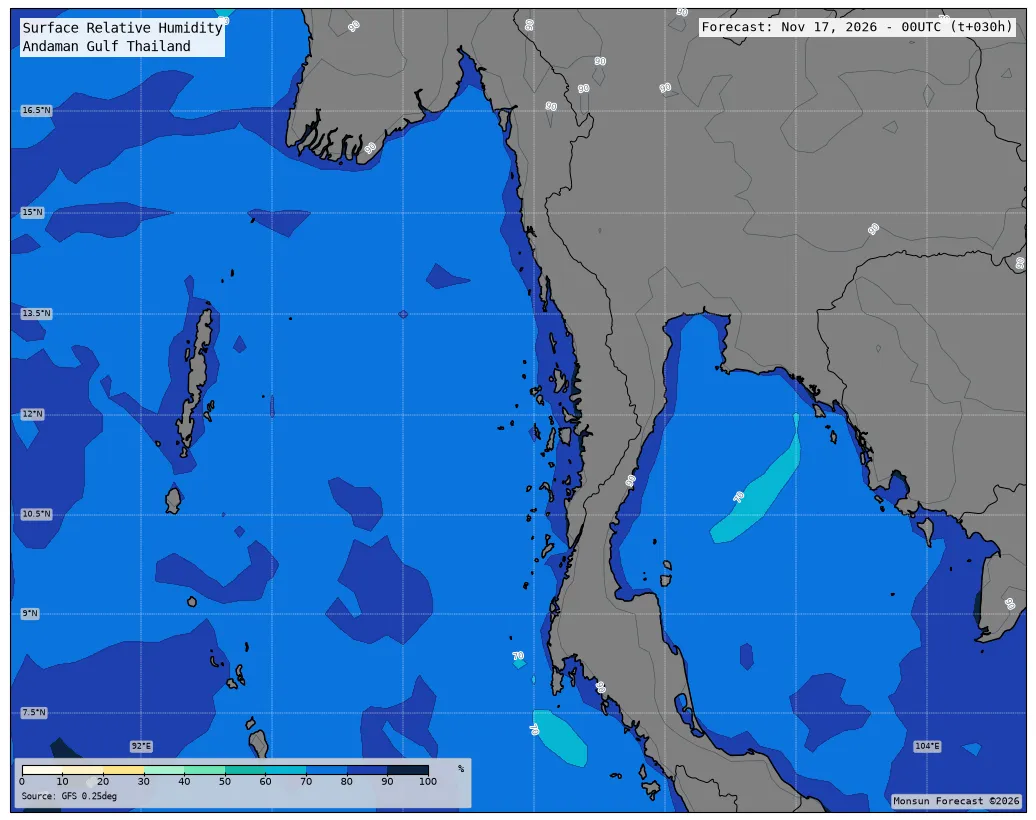 Surface Relative Humidity
Andaman Gulf Thailand
Forecast: Nov 17, 2026 - 00UTC (t+030h)
90
90
90
90
90
90
90
16.5°N
15°N
90
90
13.5°N
12°N
90
70
10.5°N
9°N
90
70
90
7.5°N
70
92°E
104°E
%
0 10 20 30 40 50 60 70 80 90 100
Source: GFS 0.25deg
Monsun Forecast ©2026